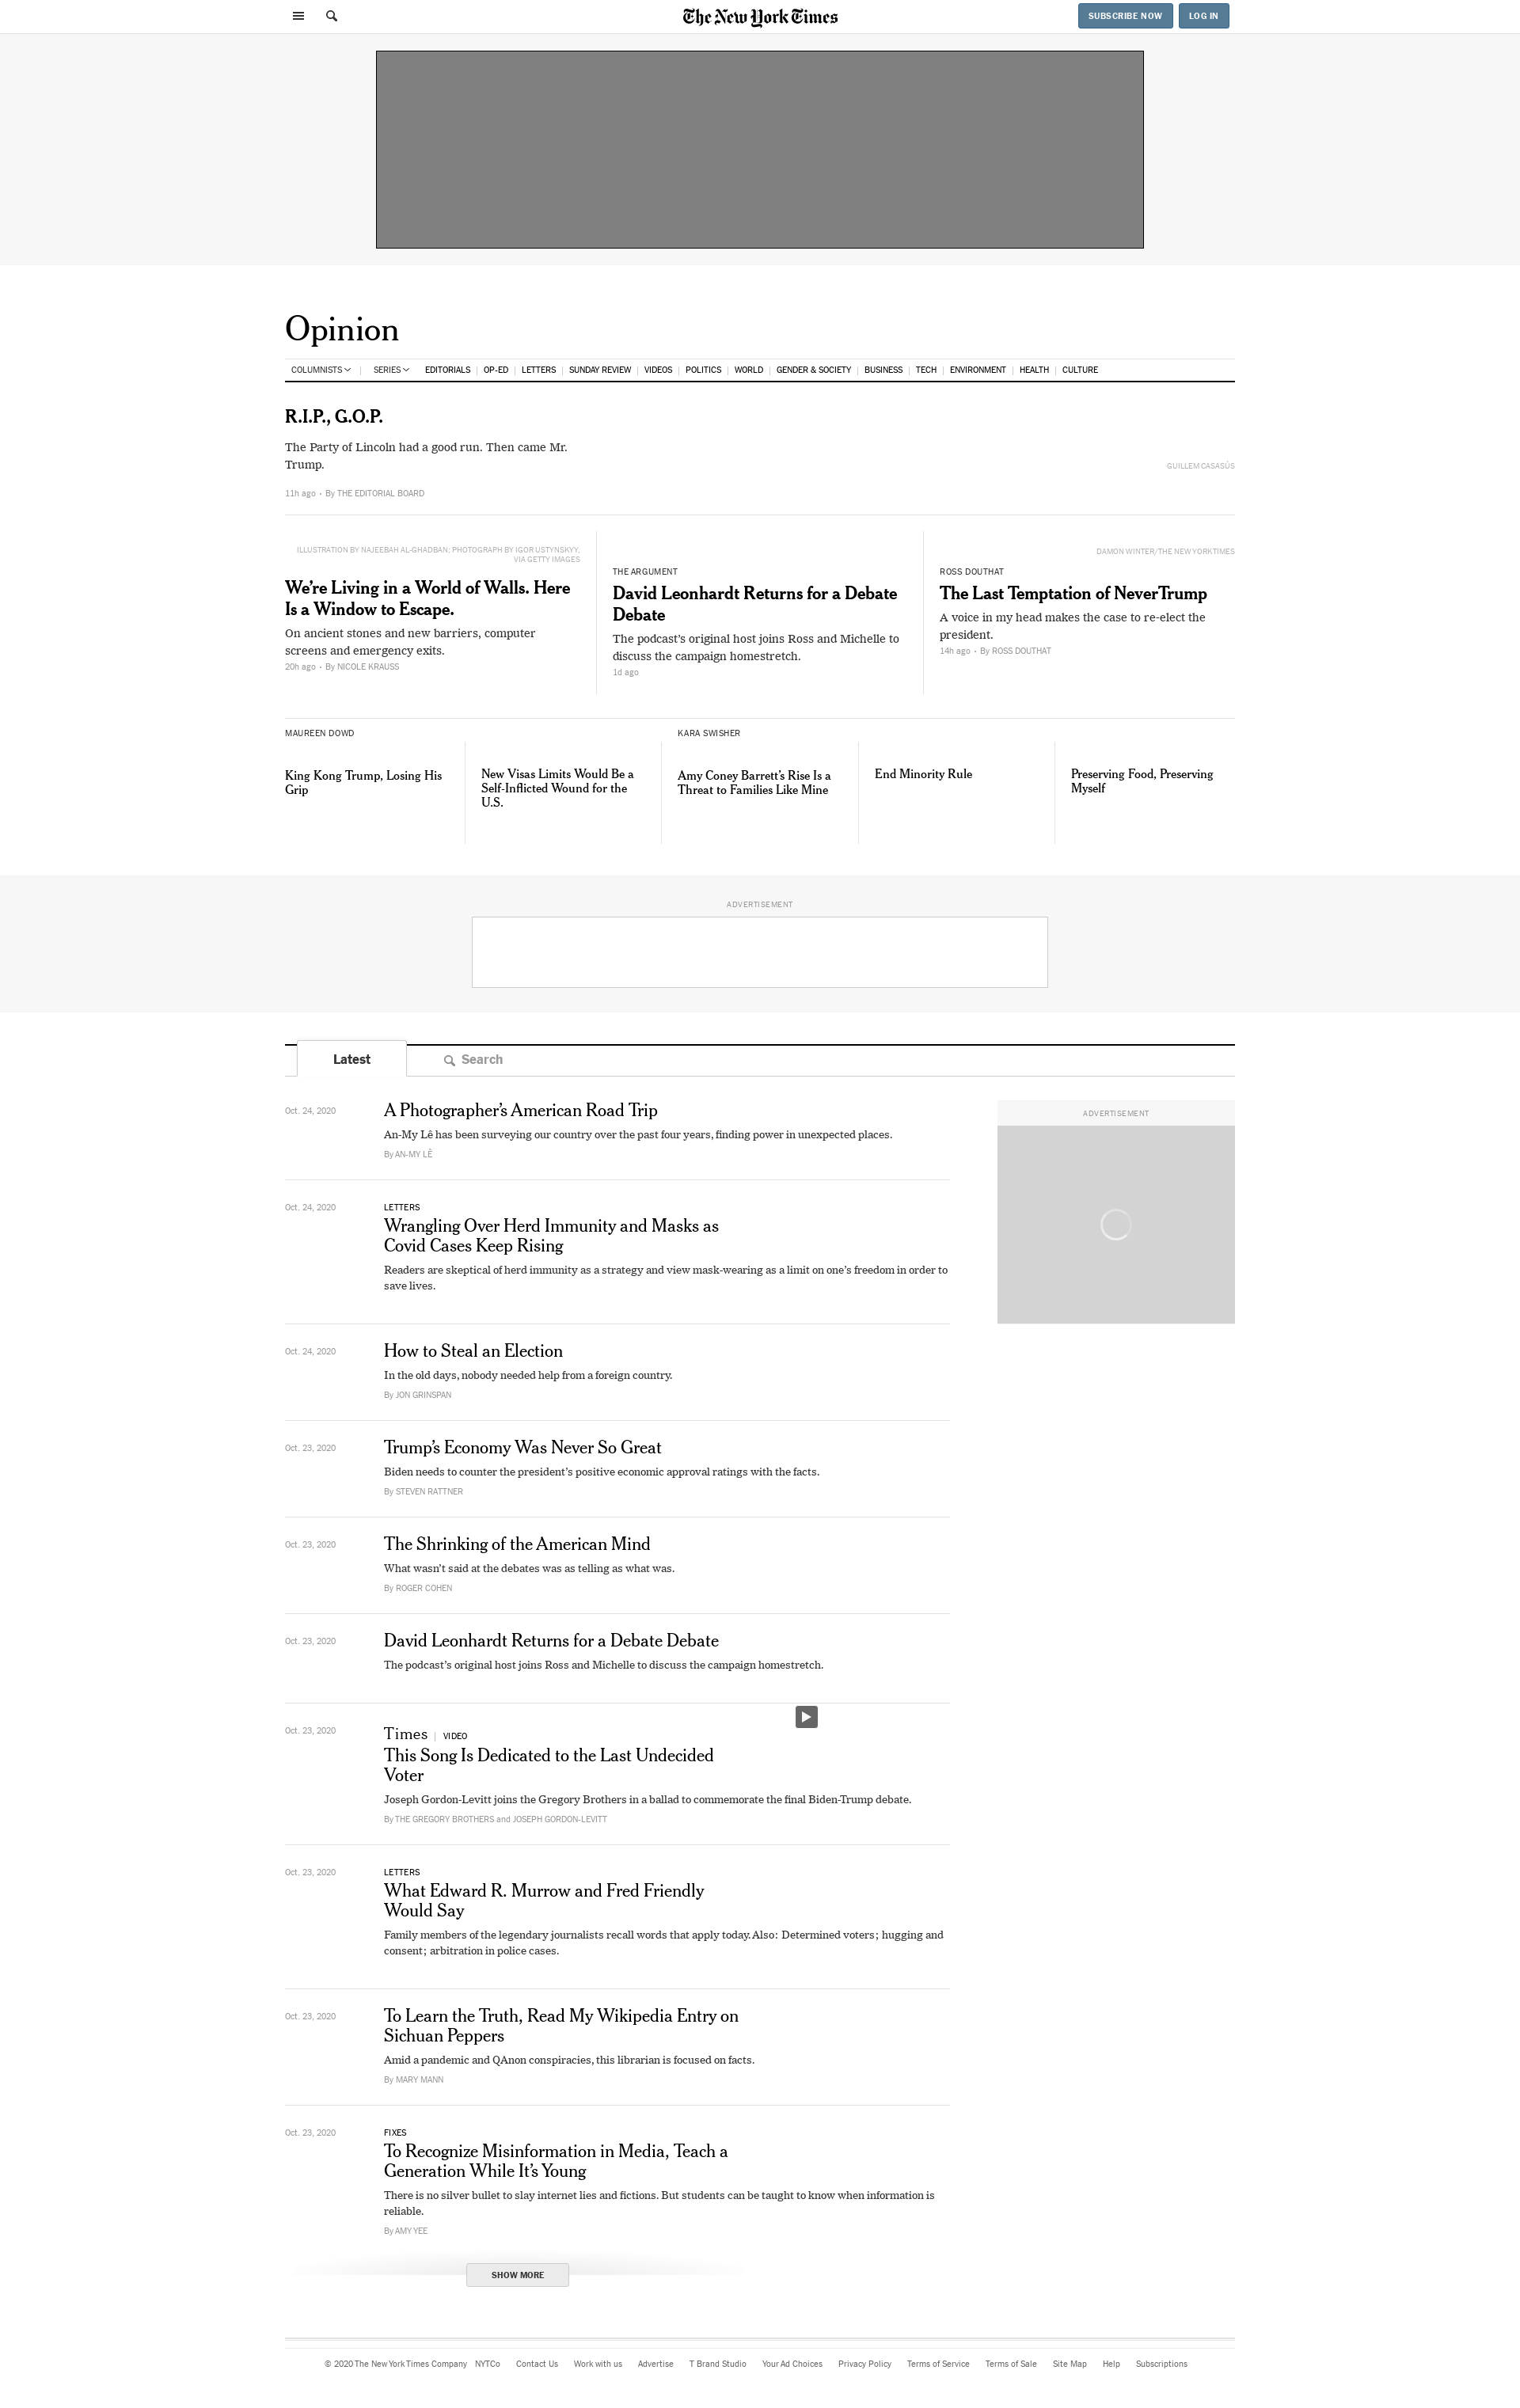 The New York Times
SUBSCRIBE NOW
LOG IN
Opinion
COLUMNISTS
SERIES
EDITORIALS
OP-ED
LETTERS
SUNDAY REVIEW
VIDEOS
POLITICS
WORLD
GENDER & SOCIETY
BUSINESS
TECH
ENVIRONMENT
HEALTH
CULTURE
R.I.P., G.O.P.
The Party of Lincoln had a good run. Then came Mr.
Trump.
GUILLEM CASASÚS
11h ago • By THE EDITORIAL BOARD
ILLUSTRATION BY NAJEEBAH AL-GHADBAN; PHOTOGRAPH BY IGOR USTYNSKYY,
VIA GETTY IMAGES
We’re Living in a World of Walls. Here
Is a Window to Escape.
On ancient stones and new barriers, computer
screens and emergency exits.
20h ago • By NICOLE KRAUSS
THE ARGUMENT
David Leonhardt Returns for a Debate
Debate
The podcast’s original host joins Ross and Michelle to
discuss the campaign homestretch.
1d ago
DAMON WINTER/THE NEW YORK TIMES
ROSS DOUTHAT
The Last Temptation of NeverTrump
A voice in my head makes the case to re-elect the
president.
14h ago • By ROSS DOUTHAT
MAUREEN DOWD
King Kong Trump, Losing His
Grip
New Visas Limits Would Be a
Self-Inflicted Wound for the
U.S.
KARA SWISHER
Amy Coney Barrett’s Rise Is a
Threat to Families Like Mine
End Minority Rule
Preserving Food, Preserving
Myself
ADVERTISEMENT
Latest
Search
ADVERTISEMENT
Oct. 24, 2020
A Photographer’s American Road Trip
An-My Lê has been surveying our country over the past four years, finding power in unexpected places.
By AN-MY LÊ
Oct. 24, 2020
LETTERS
Wrangling Over Herd Immunity and Masks as
Covid Cases Keep Rising
Readers are skeptical of herd immunity as a strategy and view mask-wearing as a limit on one’s freedom in order to
save lives.
Oct. 24, 2020
How to Steal an Election
In the old days, nobody needed help from a foreign country.
By JON GRINSPAN
Oct. 23, 2020
Trump’s Economy Was Never So Great
Biden needs to counter the president’s positive economic approval ratings with the facts.
By STEVEN RATTNER
Oct. 23, 2020
The Shrinking of the American Mind
What wasn’t said at the debates was as telling as what was.
By ROGER COHEN
Oct. 23, 2020
David Leonhardt Returns for a Debate Debate
The podcast’s original host joins Ross and Michelle to discuss the campaign homestretch.
Oct. 23, 2020
Times | VIDEO
This Song Is Dedicated to the Last Undecided
Voter
Joseph Gordon-Levitt joins the Gregory Brothers in a ballad to commemorate the final Biden-Trump debate.
By THE GREGORY BROTHERS and JOSEPH GORDON-LEVITT
Oct. 23, 2020
LETTERS
What Edward R. Murrow and Fred Friendly
Would Say
Family members of the legendary journalists recall words that apply today. Also: Determined voters; hugging and
consent; arbitration in police cases.
Oct. 23, 2020
To Learn the Truth, Read My Wikipedia Entry on
Sichuan Peppers
Amid a pandemic and QAnon conspiracies, this librarian is focused on facts.
By MARY MANN
Oct. 23, 2020
FIXES
To Recognize Misinformation in Media, Teach a
Generation While It’s Young
There is no silver bullet to slay internet lies and fictions. But students can be taught to know when information is
reliable.
By AMY YEE
SHOW MORE
© 2020 The New York Times Company
NYTCo
Contact Us
Work with us
Advertise
T Brand Studio
Your Ad Choices
Privacy Policy
Terms of Service
Terms of Sale
Site Map
Help
Subscriptions